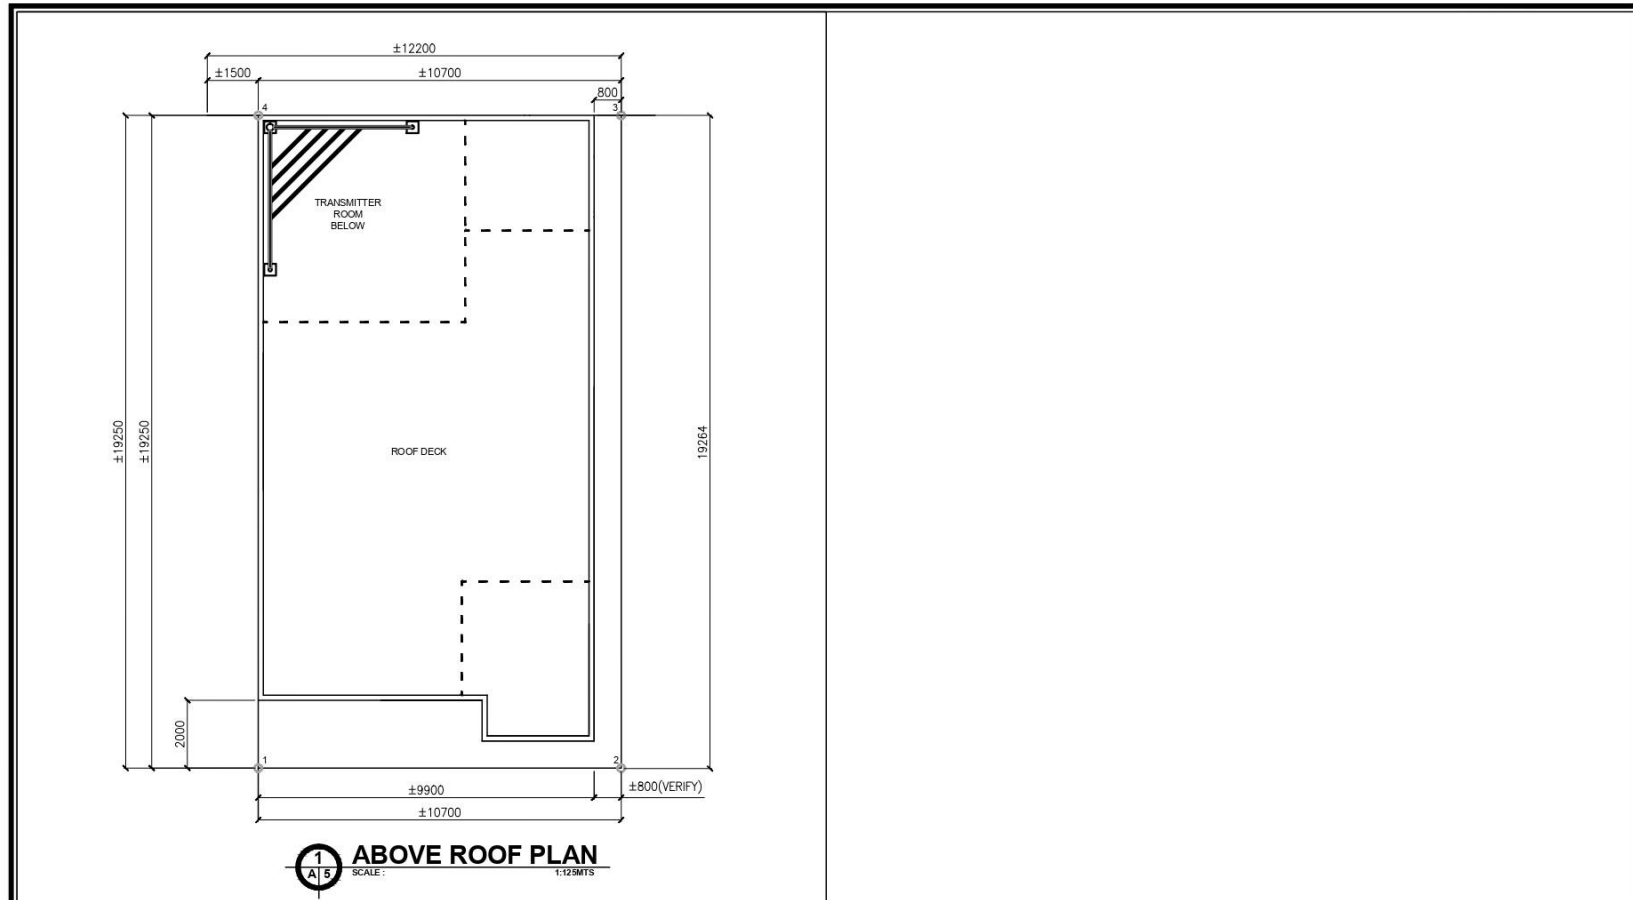 ±12200
±1500
±10700
800
4
3
TRANSMITTER
ROOM
BELOW
±19250
±19250
ROOF DECK
19264
2000
1
2
±9900
±800(VERIFY)
±10700
1
A 5
ABOVE ROOF PLAN
SCALE :
1:125MTS